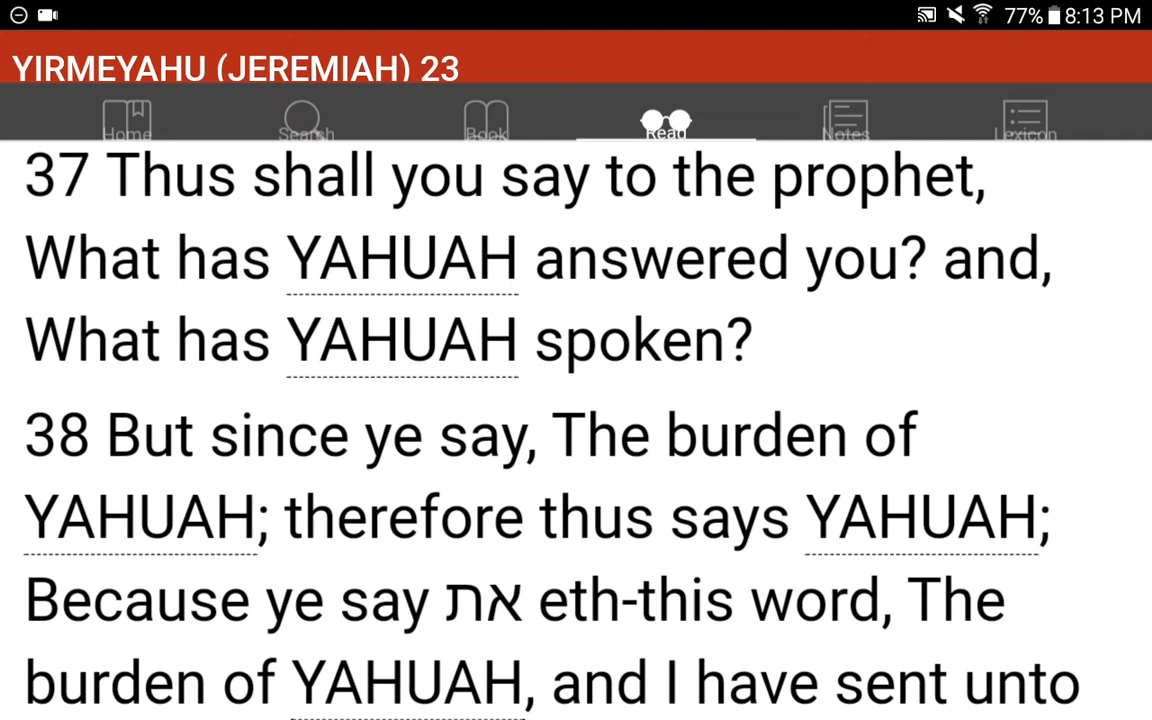 77% 8:13 PM
YIRMEYAHU (JEREMIAH) 23
Home Search Book Read Notes Lexicon
37 Thus shall you say to the prophet,
What has YAHUAH answered you? and,
What has YAHUAH spoken?
38 But since ye say, The burden of
YAHUAH; therefore thus says YAHUAH;
Because ye say את eth-this word, The
burden of YAHUAH, and I have sent unto